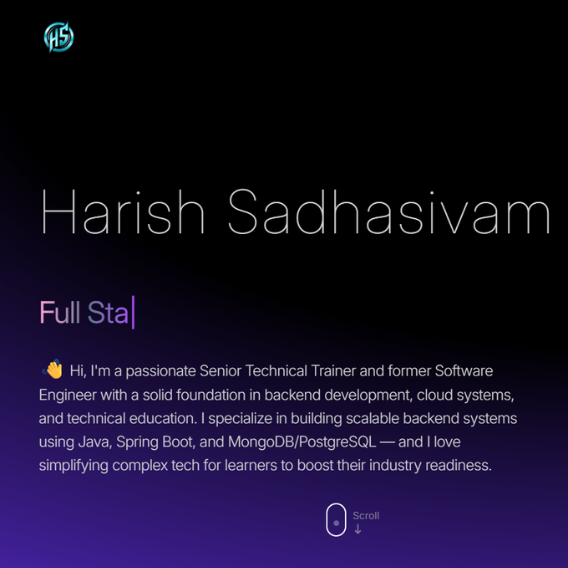 HS
Harish Sadhasivam
Full Sta
👋 Hi, I'm a passionate Senior Technical Trainer and former Software
Engineer with a solid foundation in backend development, cloud systems,
and technical education. I specialize in building scalable backend systems
using Java, Spring Boot, and MongoDB/PostgreSQL — and I love
simplifying complex tech for learners to boost their industry readiness.
Scroll
↓